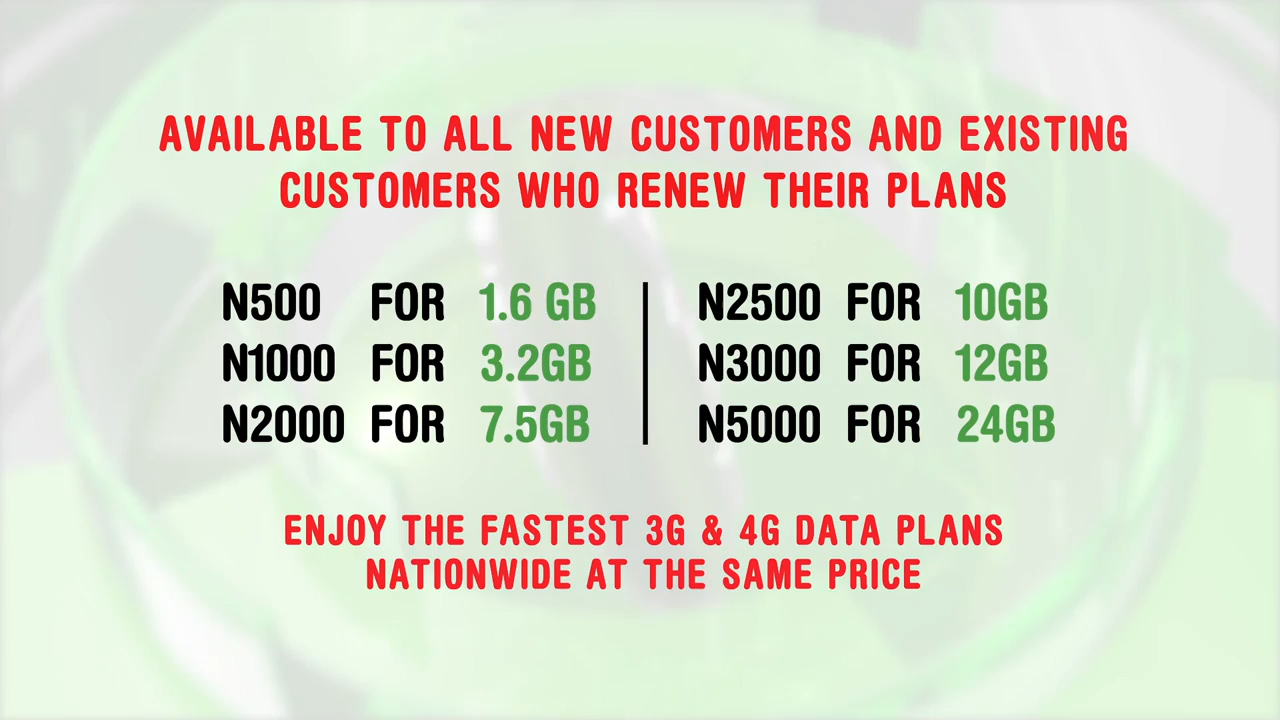 AVAILABLE TO ALL NEW CUSTOMERS AND EXISTING
CUSTOMERS WHO RENEW THEIR PLANS
N500 FOR 1.6 GB
N1000 FOR 3.2GB
N2000 FOR 7.5GB
N2500 FOR 10GB
N3000 FOR 12GB
N5000 FOR 24GB
ENJOY THE FASTEST 3G & 4G DATA PLANS
NATIONWIDE AT THE SAME PRICE